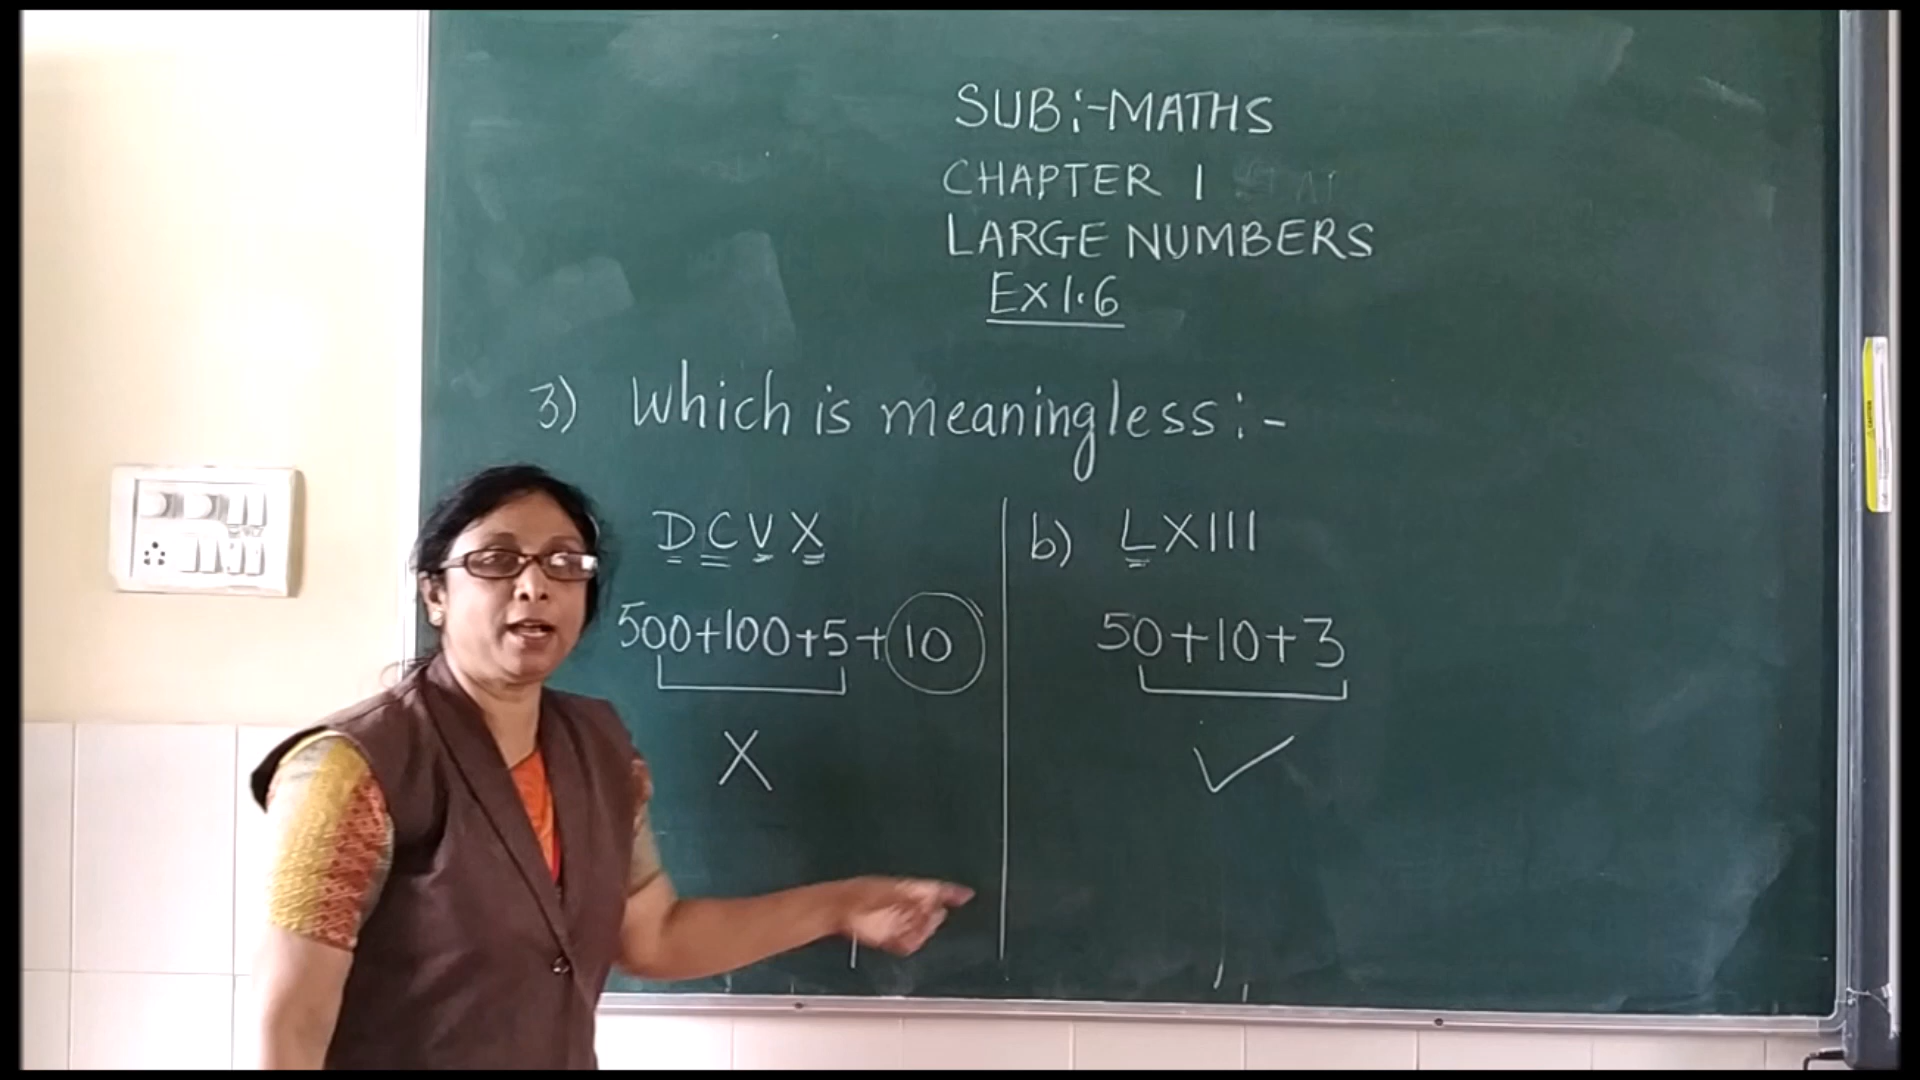 SUB:-MATHS
CHAPTER 1
LARGE NUMBERS
Ex 1.6
3) Which is meaningless:-
D C V X
500+100+5+10
X
b) LXIII
50+10+3
✓